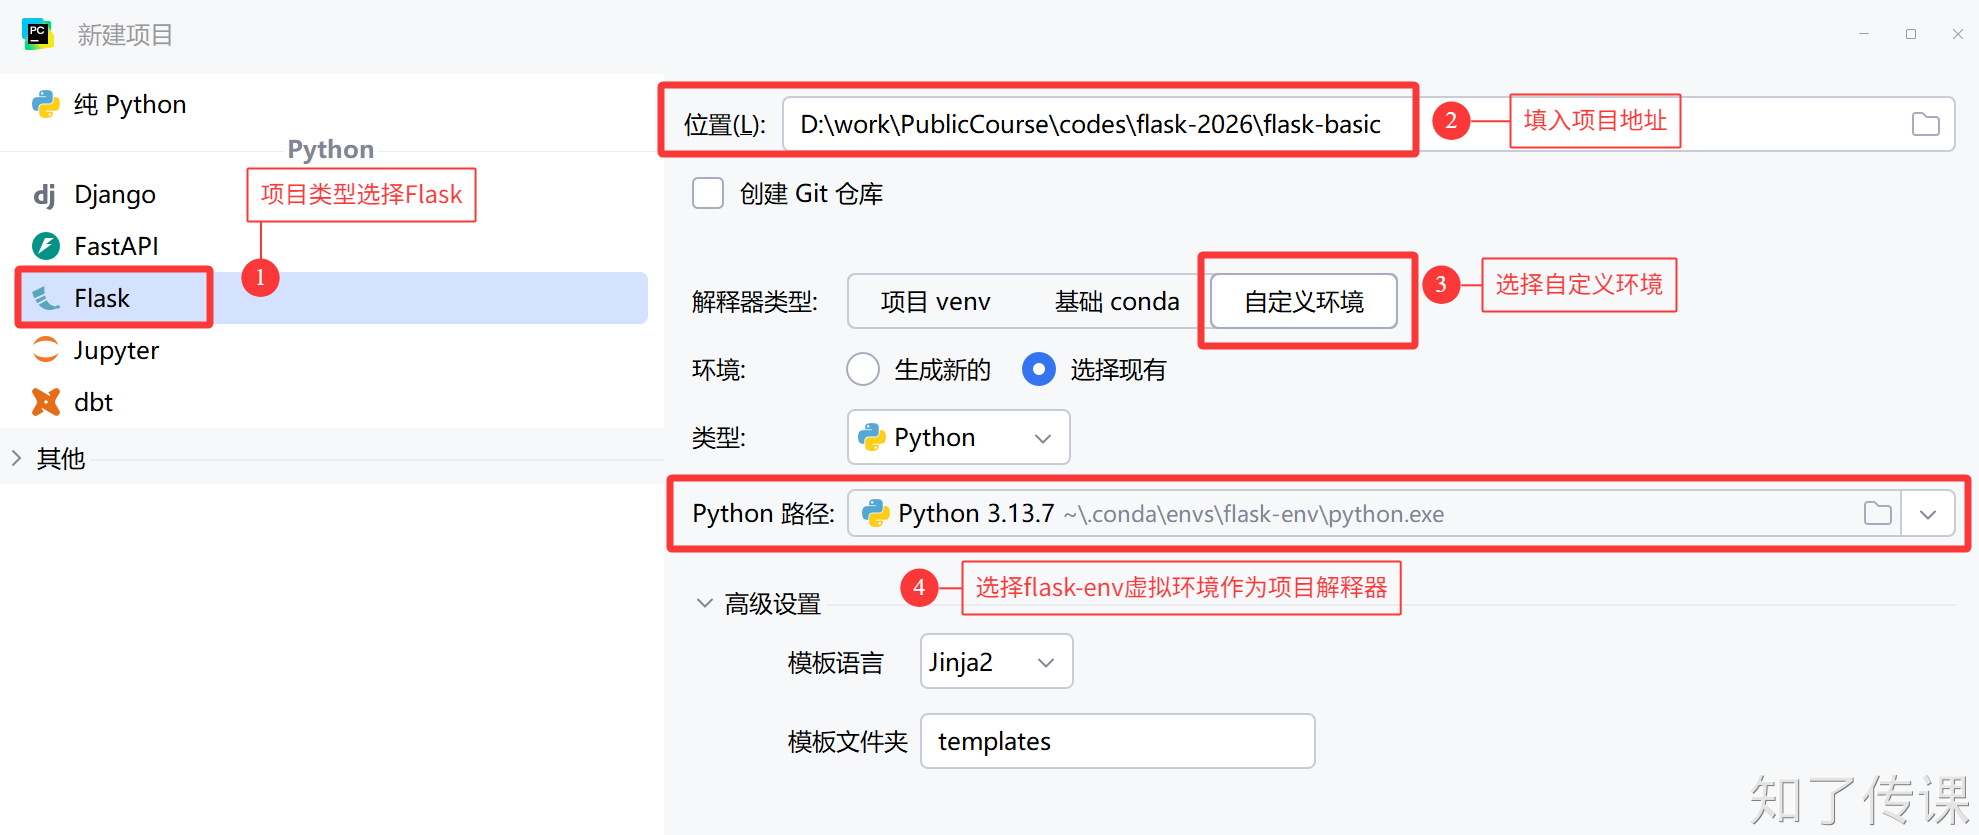 PC
新建项目
纯 Python
Python
Django
项目类型选择Flask
FastAPI
1
Flask
Jupyter
dbt
其他
位置(L): D:\work\PublicCourse\codes\flask-2026\flask-basic
2 填入项目地址
创建 Git 仓库
解释器类型: 项目 venv 基础 conda 自定义环境
3 选择自定义环境
环境: 生成新的 选择现有
类型: Python
Python 路径: Python 3.13.7 ~\.conda\envs\flask-env\python.exe
4 选择flask-env虚拟环境作为项目解释器
高级设置
模板语言 Jinja2
模板文件夹 templates
知了传课